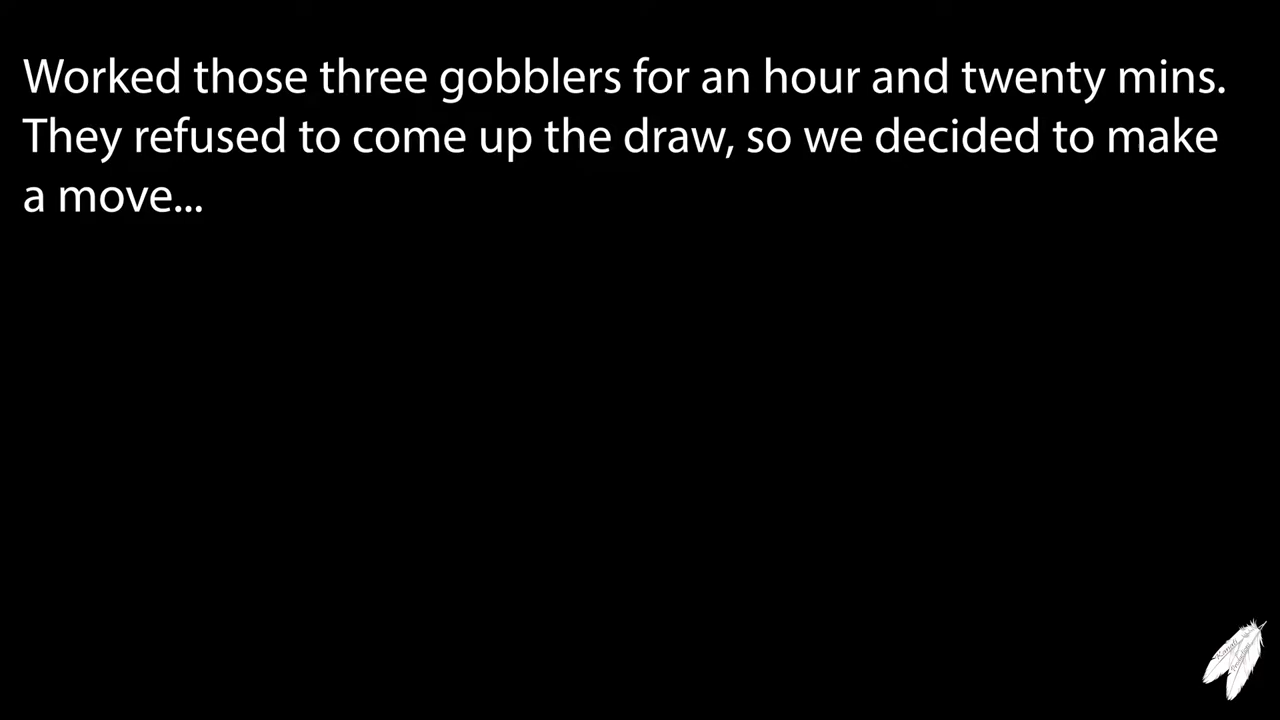 Worked those three gobblers for an hour and twenty mins.
They refused to come up the draw, so we decided to make
a move...